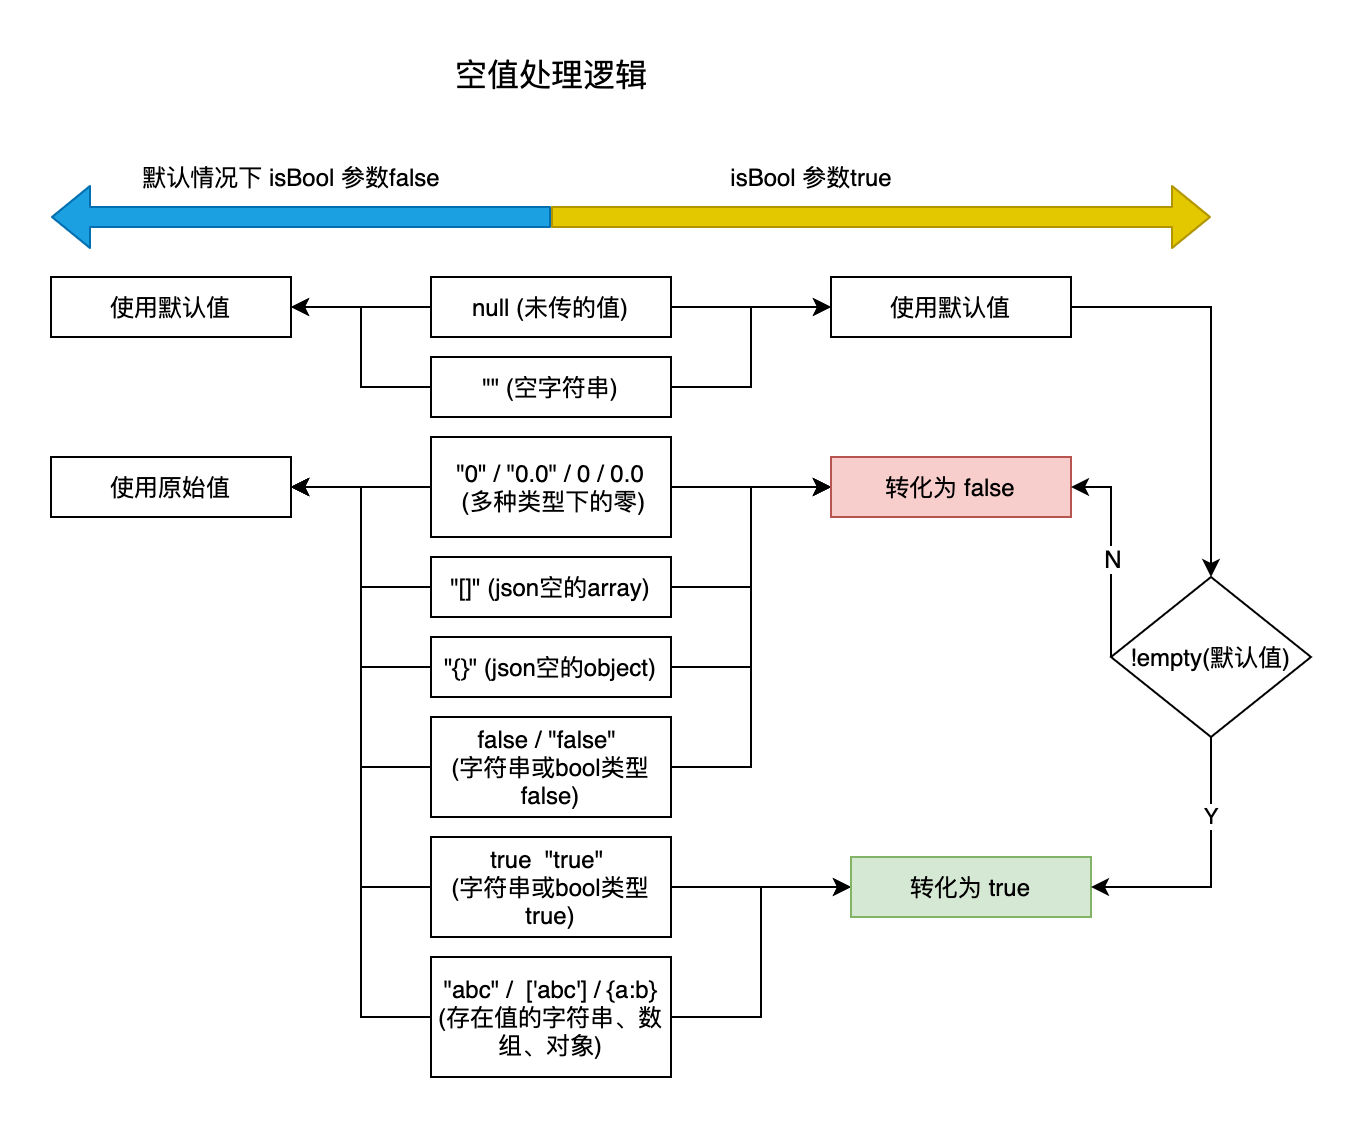 空值处理逻辑
默认情况下 isBool 参数false
isBool 参数true
使用默认值
null (未传的值)
使用默认值
"" (空字符串)
使用原始值
"0" / "0.0" / 0 / 0.0
(多种类型下的零)
转化为 false
N
"[]" (json空的array)
"{}" (json空的object)
!empty(默认值)
false / "false"
(字符串或bool类型
false)
Y
true  "true"
(字符串或bool类型
true)
转化为 true
"abc" /  ['abc'] / {a:b}
(存在值的字符串、数
组、对象)